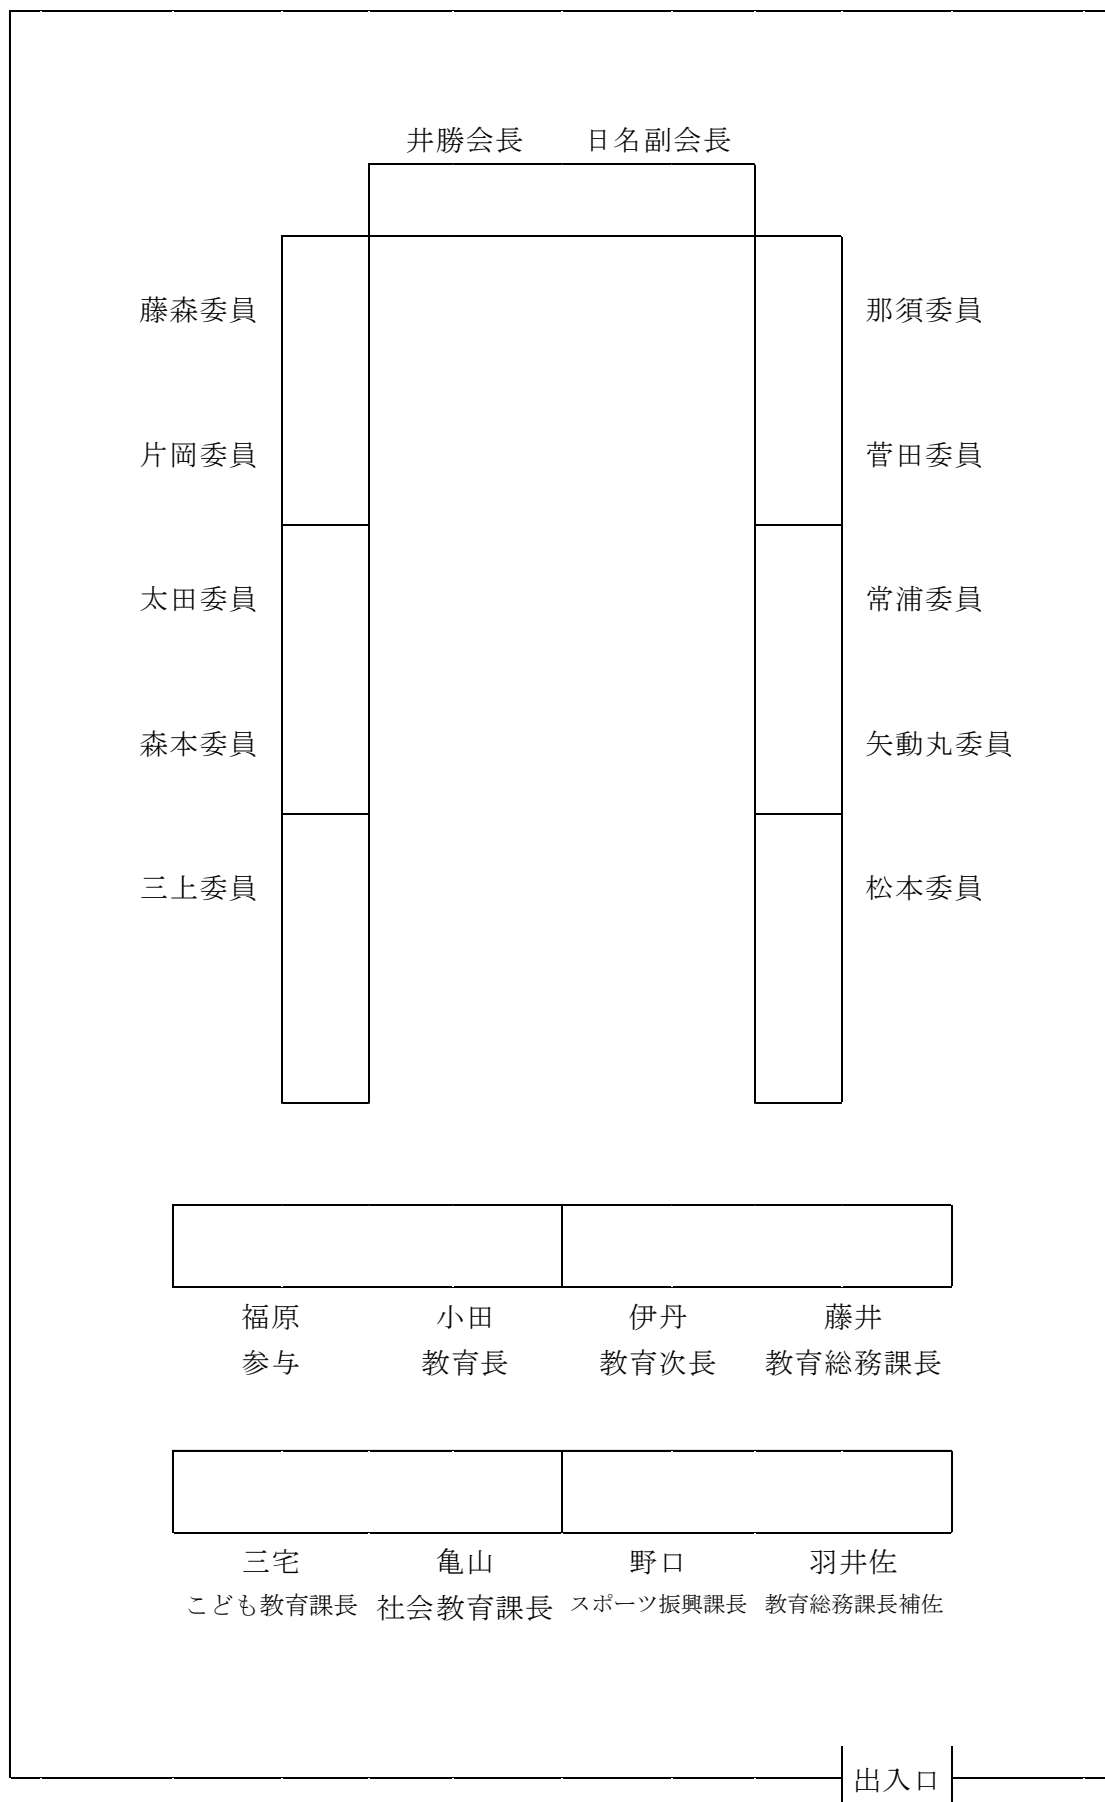 井勝会長 日名副会長
藤森委員 那須委員
片岡委員 菅田委員
太田委員 常浦委員
森本委員 矢動丸委員
三上委員 松本委員
福原 小田 伊丹 藤井
参与 教育長 教育次長 教育総務課長
三宅 亀山 野口 羽井佐
こども教育課長 社会教育課長 スポーツ振興課長 教育総務課長補佐
出入口